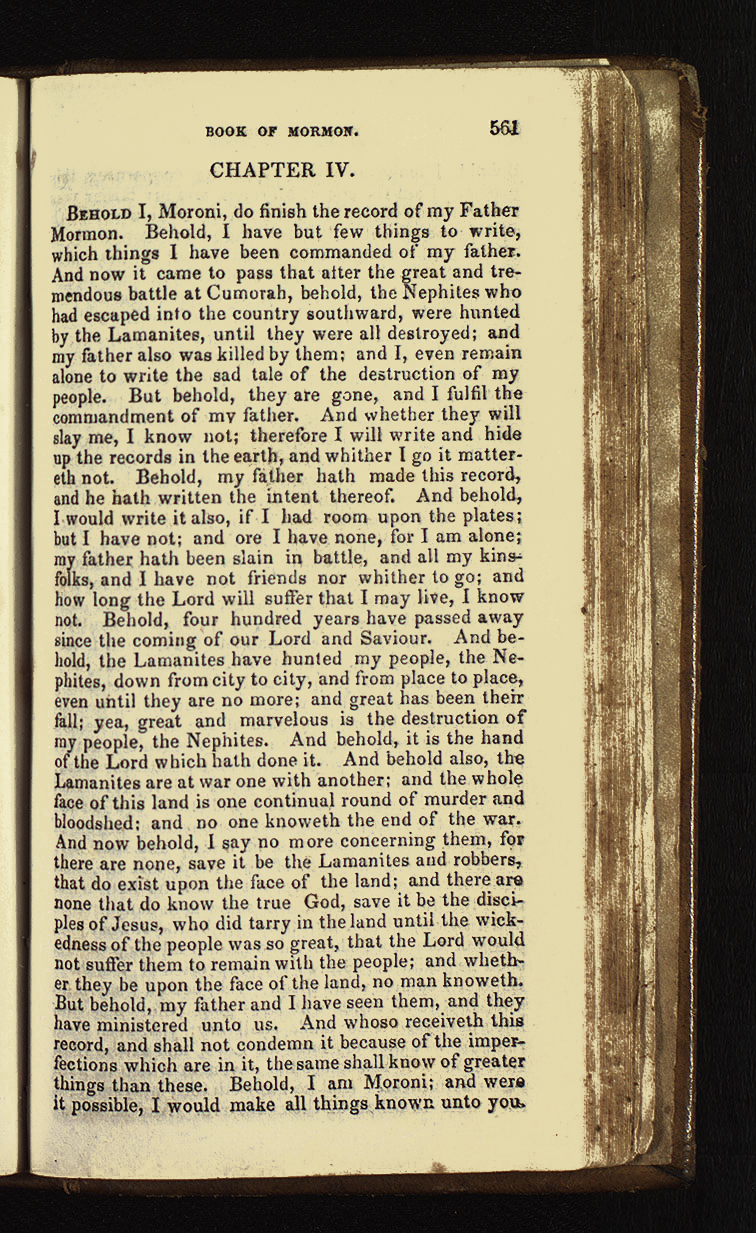 BOOK OF MORMON. 561
CHAPTER IV.
BEHOLD I, Moroni, do finish the record of my Father
Mormon. Behold, I have but few things to write,
which things I have been commanded of my father.
And now it came to pass that after the great and tre-
mendous battle at Cumorah, behold, the Nephites who
had escaped into the country southward, were hunted
by the Lamanites, until they were all destroyed; and
my father also was killed by them; and I, even remain
alone to write the sad tale of the destruction of my
people. But behold, they are gone, and I fulfil the
commandment of my father. And whether they will
slay me, I know not; therefore I will write and hide
up the records in the earth, and whither I go it matter-
eth not. Behold, my father hath made this record,
and he hath written the intent thereof. And behold,
I would write it also, if I had room upon the plates;
but I have not; and ore I have none, for I am alone;
my father hath been slain in battle, and all my kins-
folks, and I have not friends nor whither to go; and
how long the Lord will suffer that I may live, I know
not. Behold, four hundred years have passed away
since the coming of our Lord and Saviour. And be-
hold, the Lamanites have hunted my people, the Ne-
phites, down from city to city, and from place to place,
even until they are no more; and great has been their
fall; yea, great and marvelous is the destruction of
my people, the Nephites. And behold, it is the hand
of the Lord which hath done it. And behold also, the
Lamanites are at war one with another; and the whole
face of this land is one continual round of murder and
bloodshed; and no one knoweth the end of the war.
And now behold, I say no more concerning them, for
there are none, save it be the Lamanites and robbers,
that do exist upon the face of the land; and there are
none that do know the true God, save it be the disci-
ples of Jesus, who did tarry in the land until the wick-
edness of the people was so great, that the Lord would
not suffer them to remain with the people; and wheth-
er they be upon the face of the land, no man knoweth.
But behold, my father and I have seen them, and they
have ministered unto us. And whoso receiveth this
record, and shall not condemn it because of the imper-
fections which are in it, the same shall know of greater
things than these. Behold, I am Moroni; and were
it possible, I would make all things known unto you.